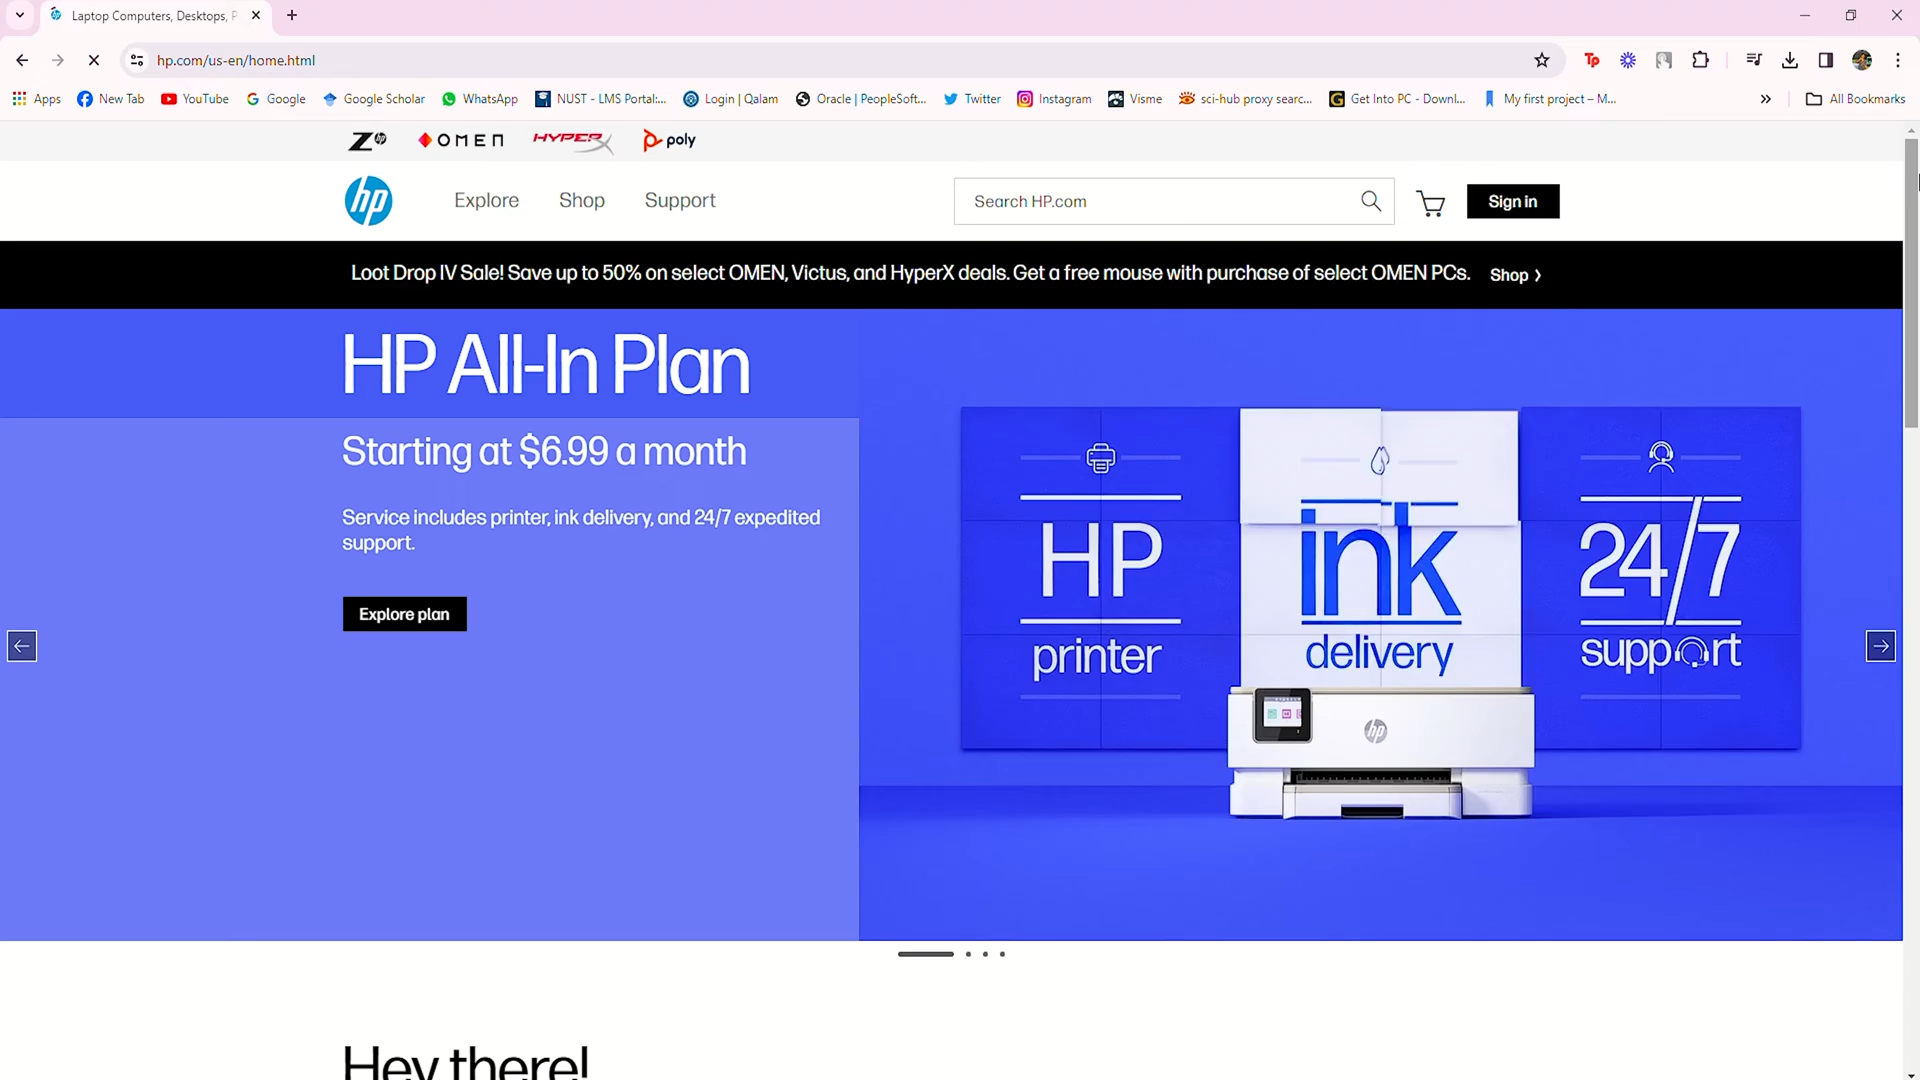 Laptop Computers, Desktops, P
hp.com/us-en/home.html
Apps New Tab YouTube Google Google Scholar WhatsApp NUST - LMS Portal:... Login | Qalam Oracle | PeopleSoft... Twitter Instagram Visme sci-hub proxy searc... Get Into PC - Downl... My first project – M... » All Bookmarks
Z hp OMEN HYPERX poly
hp Explore Shop Support Search HP.com Sign in
Loot Drop IV Sale! Save up to 50% on select OMEN, Victus, and HyperX deals. Get a free mouse with purchase of select OMEN PCs. Shop ›
HP All-In Plan
Starting at $6.99 a month
Service includes printer, ink delivery, and 24/7 expedited
support.
Explore plan
HP
printer
ink
delivery
24/7
support
hp
Hey there!